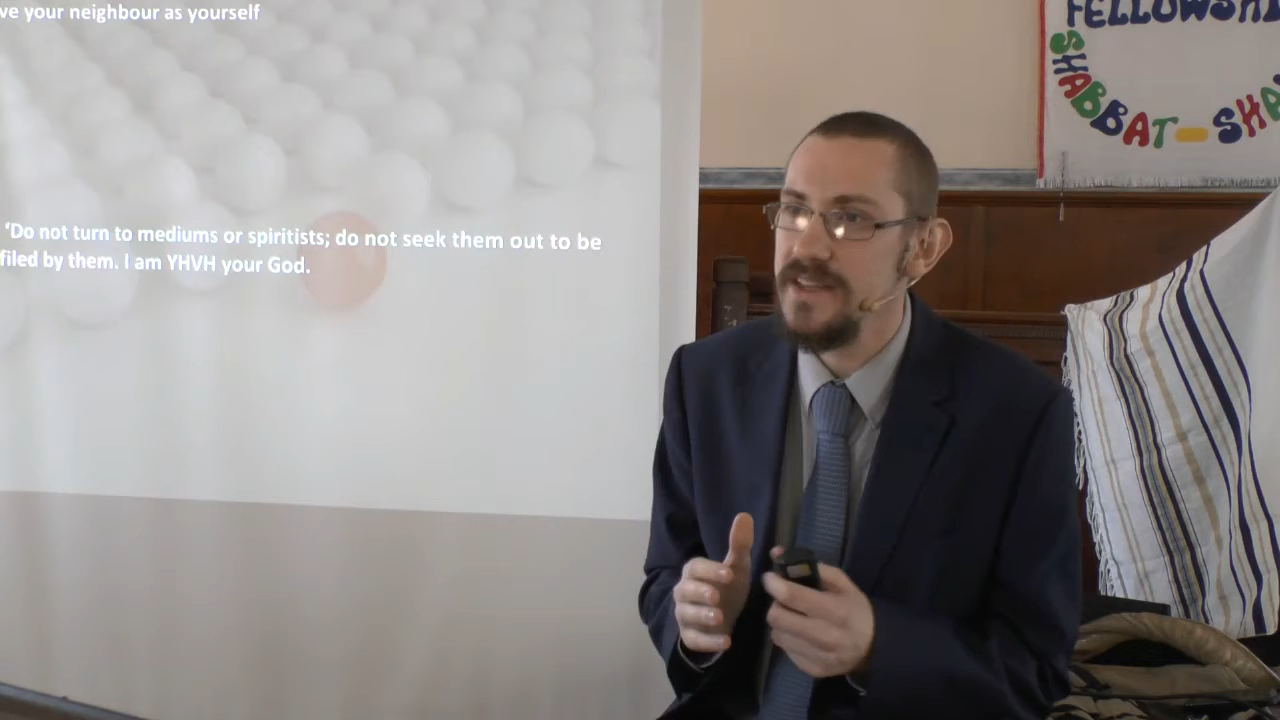 ve your neighbour as yourself
'Do not turn to mediums or spiritists; do not seek them out to be
filed by them. I am YHVH your God.
FELLOWSHI
SHABBAT-SHA